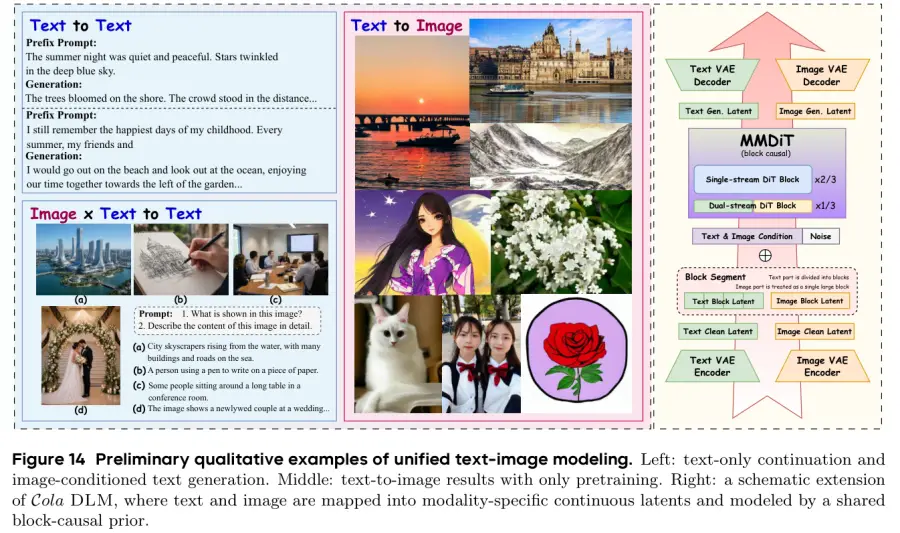 Text to Text
Prefix Prompt:
The summer night was quiet and peaceful. Stars twinkled
in the deep blue sky.
Generation:
The trees bloomed on the shore. The crowd stood in the distance...
Prefix Prompt:
I still remember the happiest days of my childhood. Every
summer, my friends and
Generation:
I would go out on the beach and look out at the ocean, enjoying
our time together towards the left of the garden...
Image x Text to Text
(a)
(b)
(c)
(d)
Prompt: 1. What is shown in this image?
2. Describe the content of this image in detail.
(a) City skyscrapers rising from the water, with many
buildings and roads on the sea.
(b) A person using a pen to write on a piece of paper.
(c) Some people sitting around a long table in a
conference room.
(d) The image shows a newlywed couple at a wedding...
Text to Image
Text VAE
Decoder
Image VAE
Decoder
Text Gen. Latent
Image Gen. Latent
MMDiT
(block causal)
Single-stream DiT Block
x2/3
Dual-stream DiT Block
x1/3
Text & Image Condition
Noise
Block Segment
Text part is divided into blocks
Image part is treated as a single large block
Text Block Latent
Image Block Latent
Text Clean Latent
Image Clean Latent
Text VAE
Encoder
Image VAE
Encoder
Figure 14 Preliminary qualitative examples of unified text-image modeling. Left: text-only continuation and
image-conditioned text generation. Middle: text-to-image results with only pretraining. Right: a schematic extension
of Cola DLM, where text and image are mapped into modality-specific continuous latents and modeled by a shared
block-causal prior.